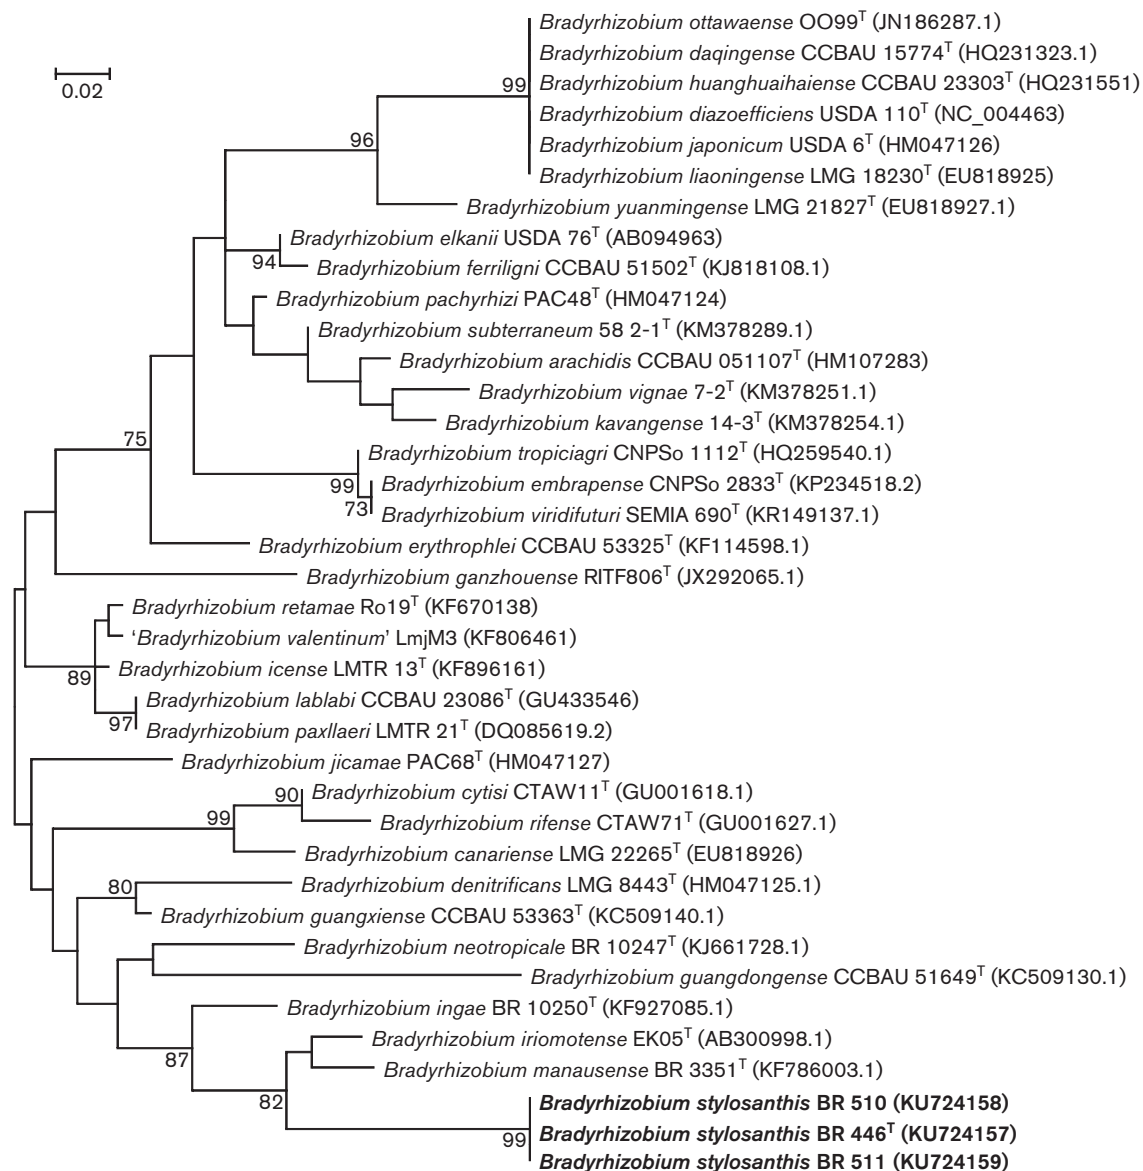 Bradyrhizobium ottawaense OO99ᵀ (JN186287.1)
Bradyrhizobium daqingense CCBAU 15774ᵀ (HQ231323.1)
0.02
99
Bradyrhizobium huanghuaihaiense CCBAU 23303ᵀ (HQ231551)
Bradyrhizobium diazoefficiens USDA 110ᵀ (NC_004463)
96
Bradyrhizobium japonicum USDA 6ᵀ (HM047126)
Bradyrhizobium liaoningense LMG 18230ᵀ (EU818925)
Bradyrhizobium yuanmingense LMG 21827ᵀ (EU818927.1)
Bradyrhizobium elkanii USDA 76ᵀ (AB094963)
94
Bradyrhizobium ferriligni CCBAU 51502ᵀ (KJ818108.1)
Bradyrhizobium pachyrhizi PAC48ᵀ (HM047124)
Bradyrhizobium subterraneum 58 2-1ᵀ (KM378289.1)
Bradyrhizobium arachidis CCBAU 051107ᵀ (HM107283)
Bradyrhizobium vignae 7-2ᵀ (KM378251.1)
Bradyrhizobium kavangense 14-3ᵀ (KM378254.1)
75
Bradyrhizobium tropiciagri CNPSo 1112ᵀ (HQ259540.1)
99
Bradyrhizobium embrapense CNPSo 2833ᵀ (KP234518.2)
73
Bradyrhizobium viridifuturi SEMIA 690ᵀ (KR149137.1)
Bradyrhizobium erythrophlei CCBAU 53325ᵀ (KF114598.1)
Bradyrhizobium ganzhouense RITF806ᵀ (JX292065.1)
Bradyrhizobium retamae Ro19ᵀ (KF670138)
‘Bradyrhizobium valentinum’ LmjM3 (KF806461)
Bradyrhizobium icense LMTR 13ᵀ (KF896161)
89
Bradyrhizobium lablabi CCBAU 23086ᵀ (GU433546)
97
Bradyrhizobium paxllaeri LMTR 21ᵀ (DQ085619.2)
Bradyrhizobium jicamae PAC68ᵀ (HM047127)
90
Bradyrhizobium cytisi CTAW11ᵀ (GU001618.1)
99
Bradyrhizobium rifense CTAW71ᵀ (GU001627.1)
Bradyrhizobium canariense LMG 22265ᵀ (EU818926)
80
Bradyrhizobium denitrificans LMG 8443ᵀ (HM047125.1)
Bradyrhizobium guangxiense CCBAU 53363ᵀ (KC509140.1)
Bradyrhizobium neotropicale BR 10247ᵀ (KJ661728.1)
Bradyrhizobium guangdongense CCBAU 51649ᵀ (KC509130.1)
Bradyrhizobium ingae BR 10250ᵀ (KF927085.1)
Bradyrhizobium iriomotense EK05ᵀ (AB300998.1)
87
Bradyrhizobium manausense BR 3351ᵀ (KF786003.1)
82
Bradyrhizobium stylosanthis BR 510 (KU724158)
99
Bradyrhizobium stylosanthis BR 446ᵀ (KU724157)
Bradyrhizobium stylosanthis BR 511 (KU724159)